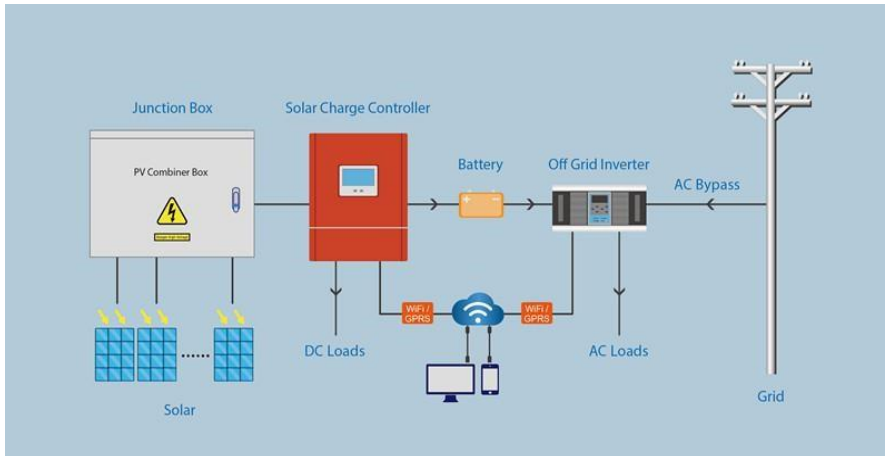 Junction Box
Solar Charge Controller
PV Combiner Box
Battery
Off Grid Inverter
AC Bypass
WiFi /
GPRS
WiFi /
GPRS
DC Loads
AC Loads
Solar
Grid